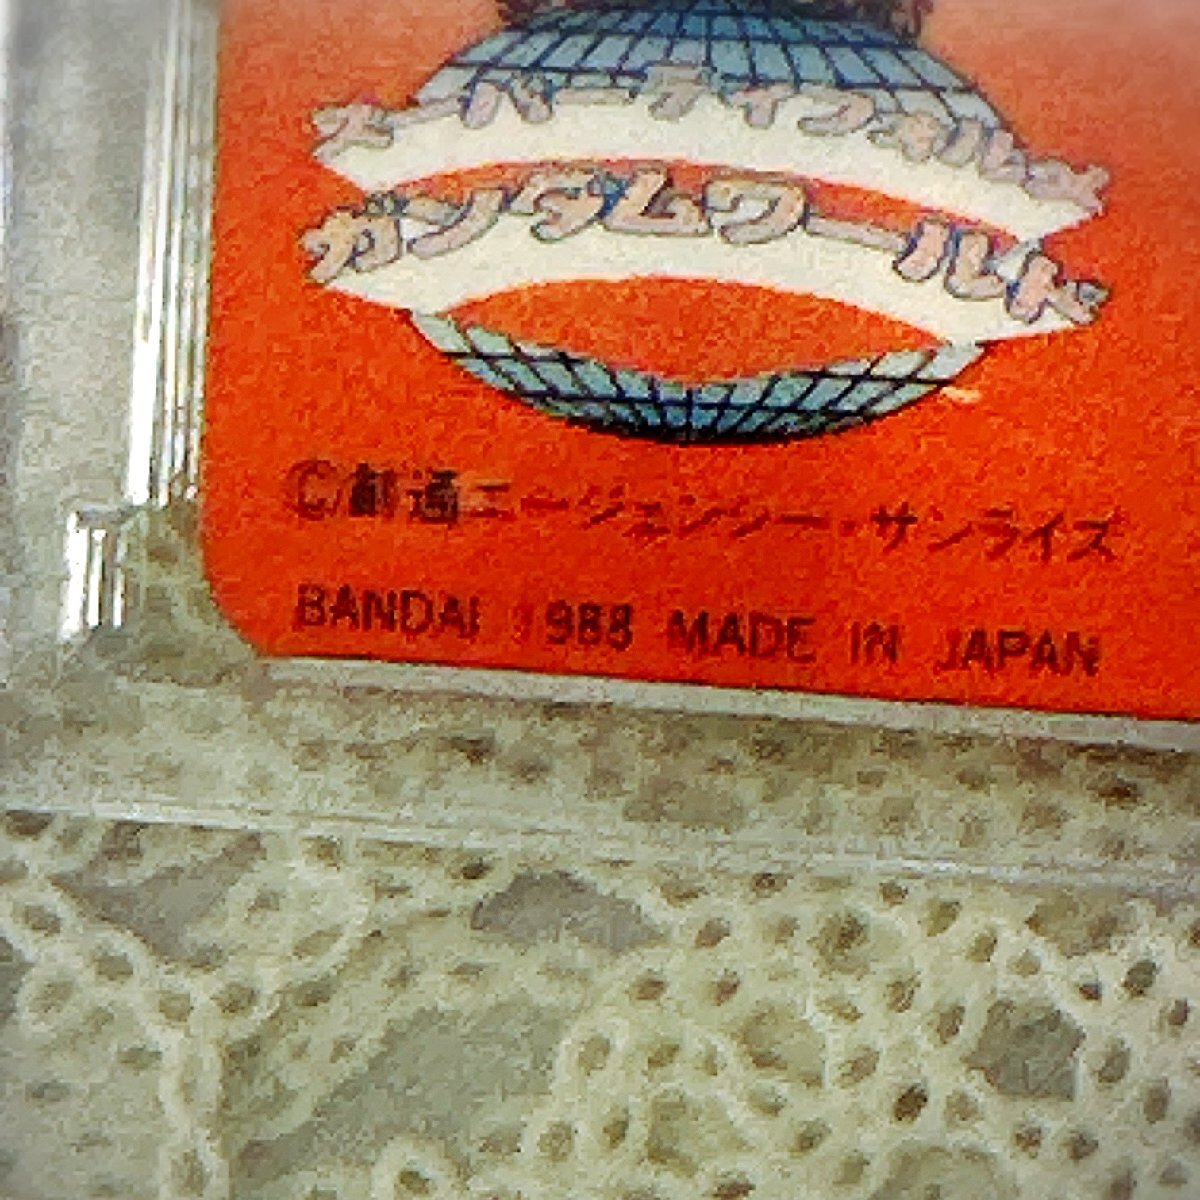 スーパーディフォルメ
ガンダムワールド
©創通エージェンシー・サンライズ
BANDAI 1988 MADE IN JAPAN